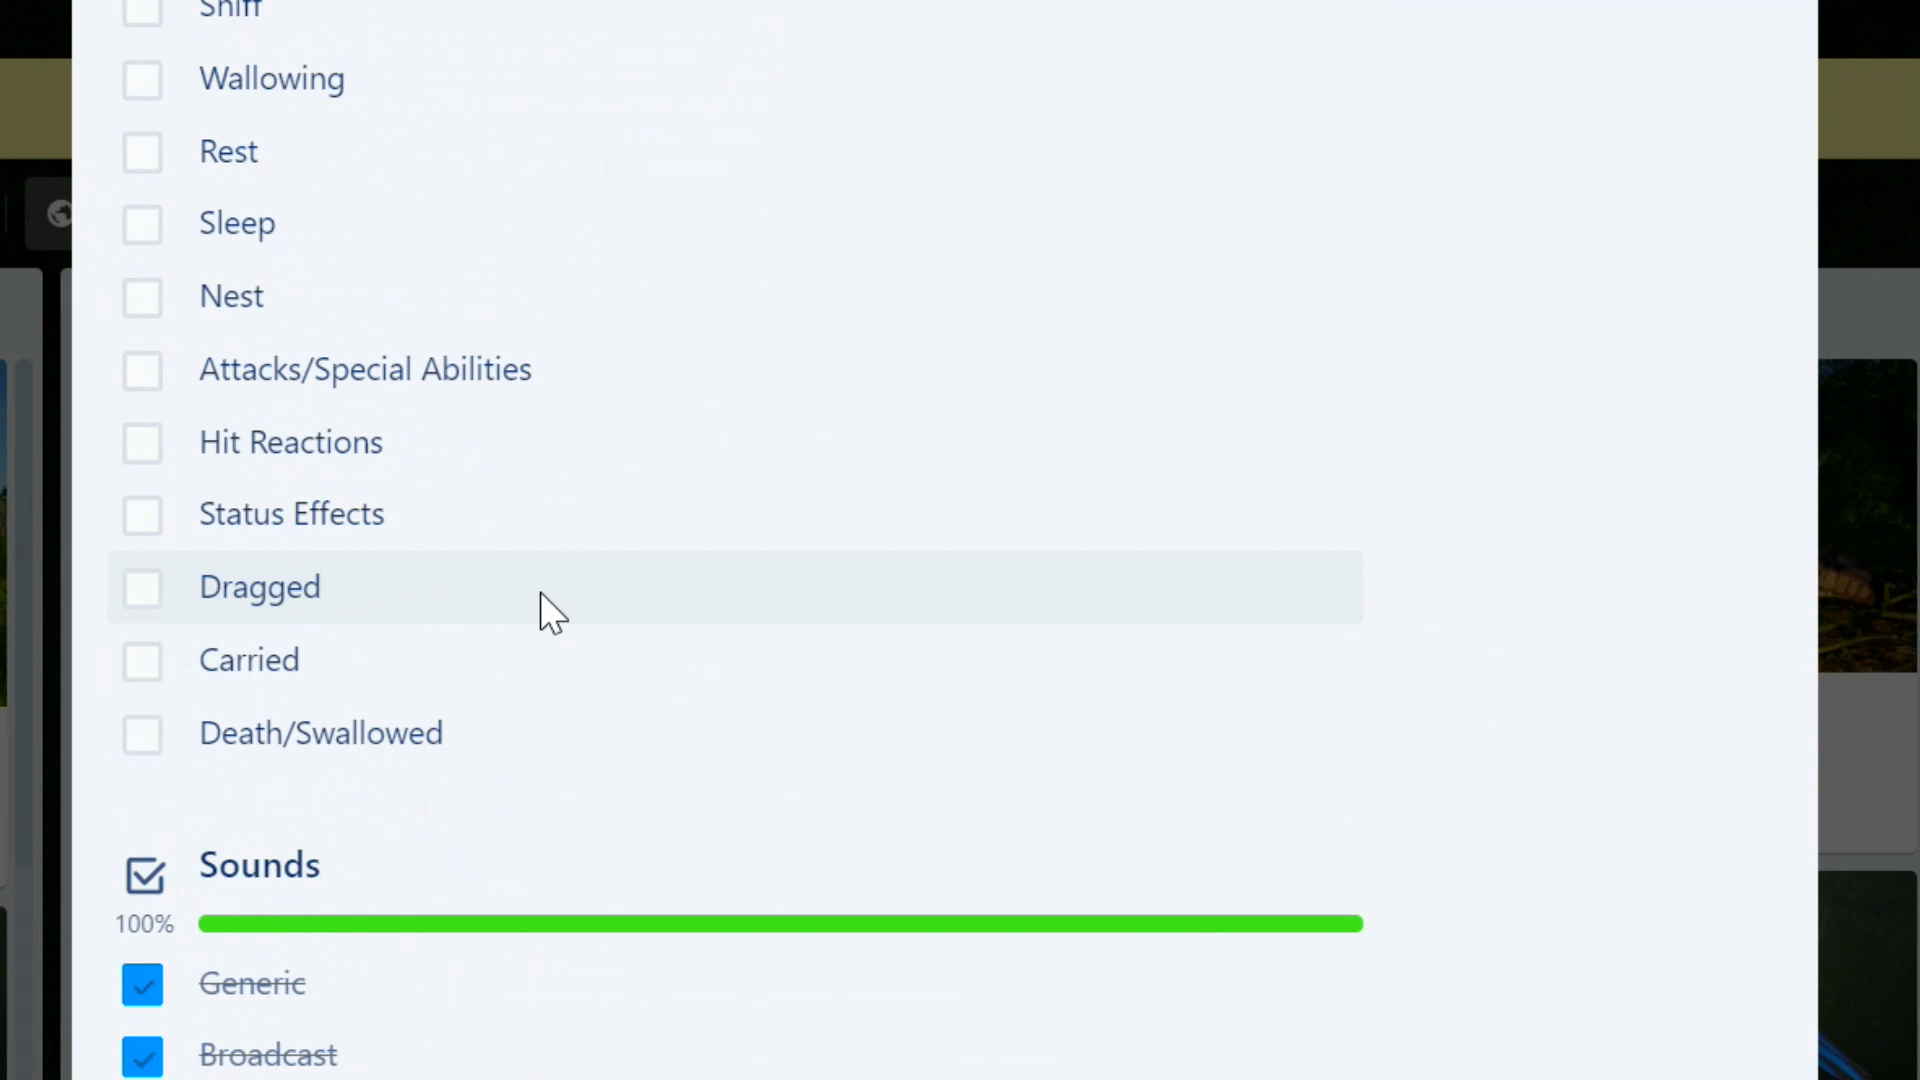 Sniff
Wallowing
Rest
Sleep
Nest
Attacks/Special Abilities
Hit Reactions
Status Effects
Dragged
Carried
Death/Swallowed
Sounds
100%
Generic
Broadcast